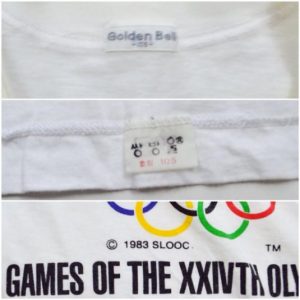 Golden Bell
© 1983 SLOOC.
TM
GAMES OF THE XXIVTH OLY